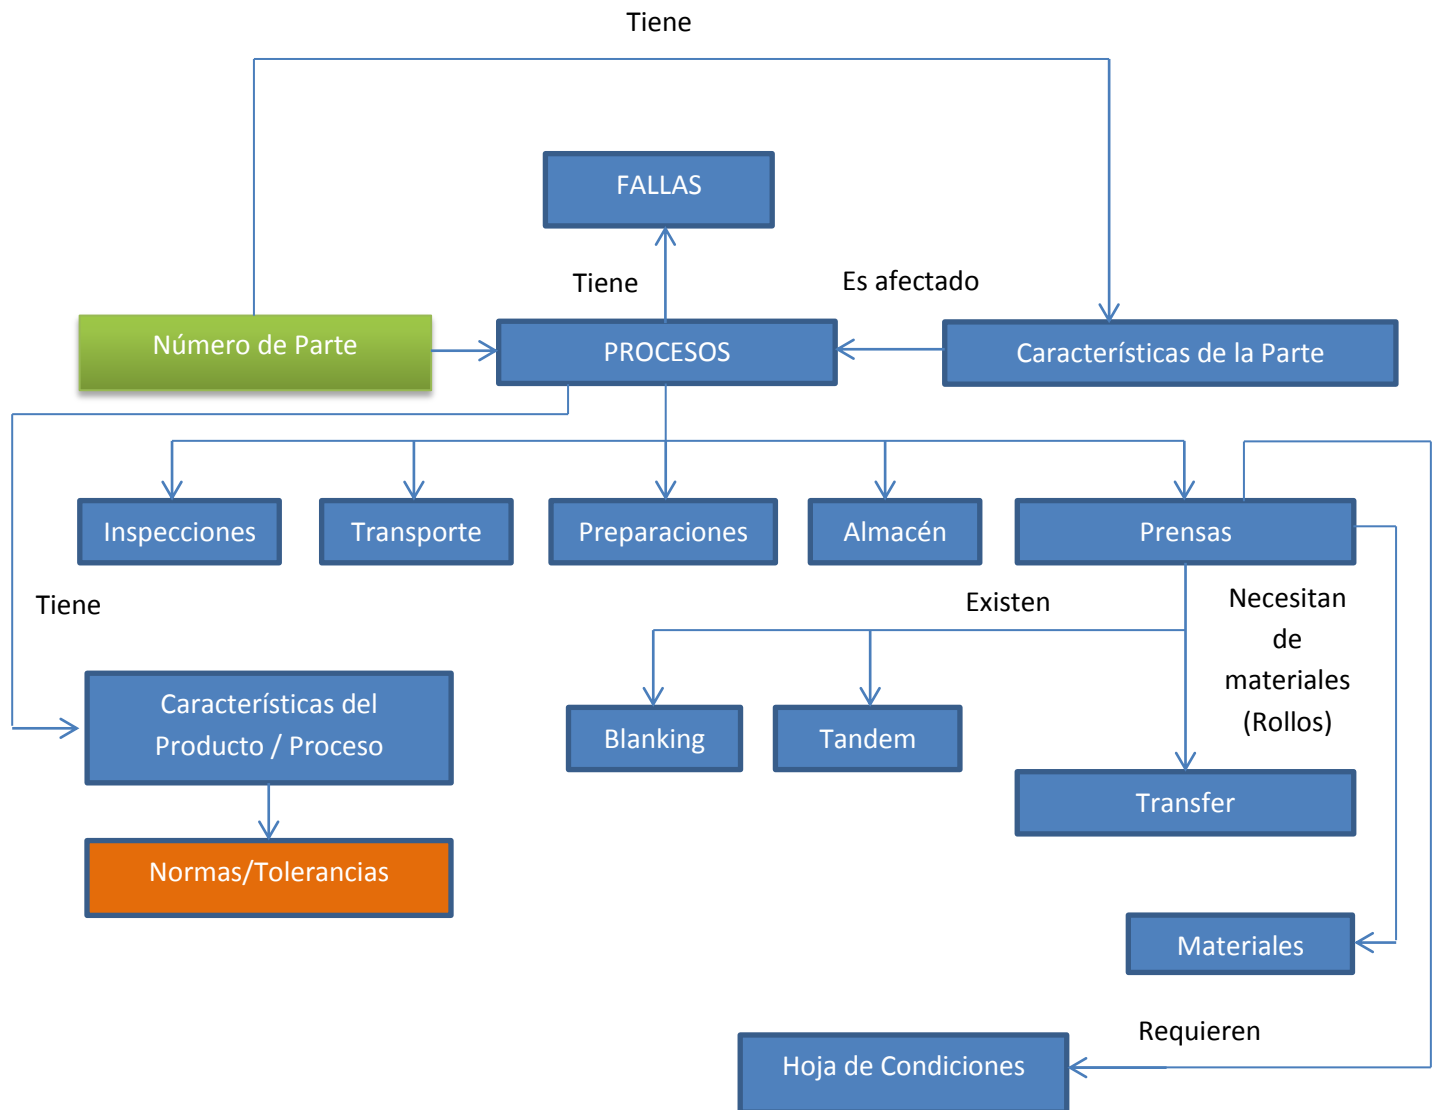 Tiene
FALLAS
Tiene
Es afectado
Número de Parte
PROCESOS
Características de la Parte
Inspecciones
Transporte
Preparaciones
Almacén
Prensas
Tiene
Existen
Necesitan
de
materiales
(Rollos)
Características del
Producto / Proceso
Blanking
Tandem
Transfer
Normas/Tolerancias
Materiales
Requieren
Hoja de Condiciones